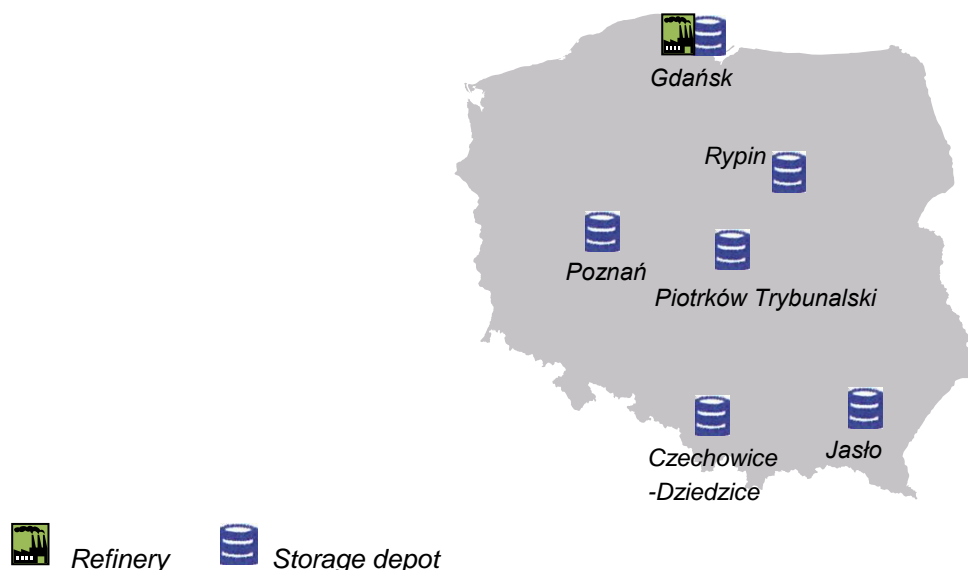 Gdańsk
Rypin
Poznań
Piotrków Trybunalski
Czechowice
-Dziedzice
Jasło
Refinery
Storage depot